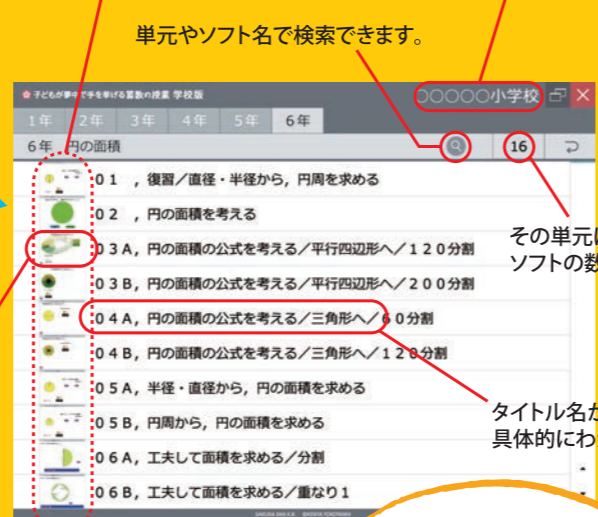 単元やソフト名で検索できます。
子どもが夢中で手を挙げる算数の授業 学校版
○○○○○小学校
1年 2年 3年 4年 5年 6年
6年 円の面積
16
01 ，復習／直径・半径から，円周を求める
02 ，円の面積を考える
03A，円の面積の公式を考える／平行四辺形へ／120分割
03B，円の面積の公式を考える／平行四辺形へ／200分割
04A，円の面積の公式を考える／三角形へ／60分割
04B，円の面積の公式を考える／三角形へ／120分割
05A，半径・直径から，円の面積を求める
05B，円周から，円の面積を求める
06A，工夫して面積を求める／分割
06B，工夫して面積を求める／重なり1
その単元に
ソフトの数
タイトル名が
具体的にわ